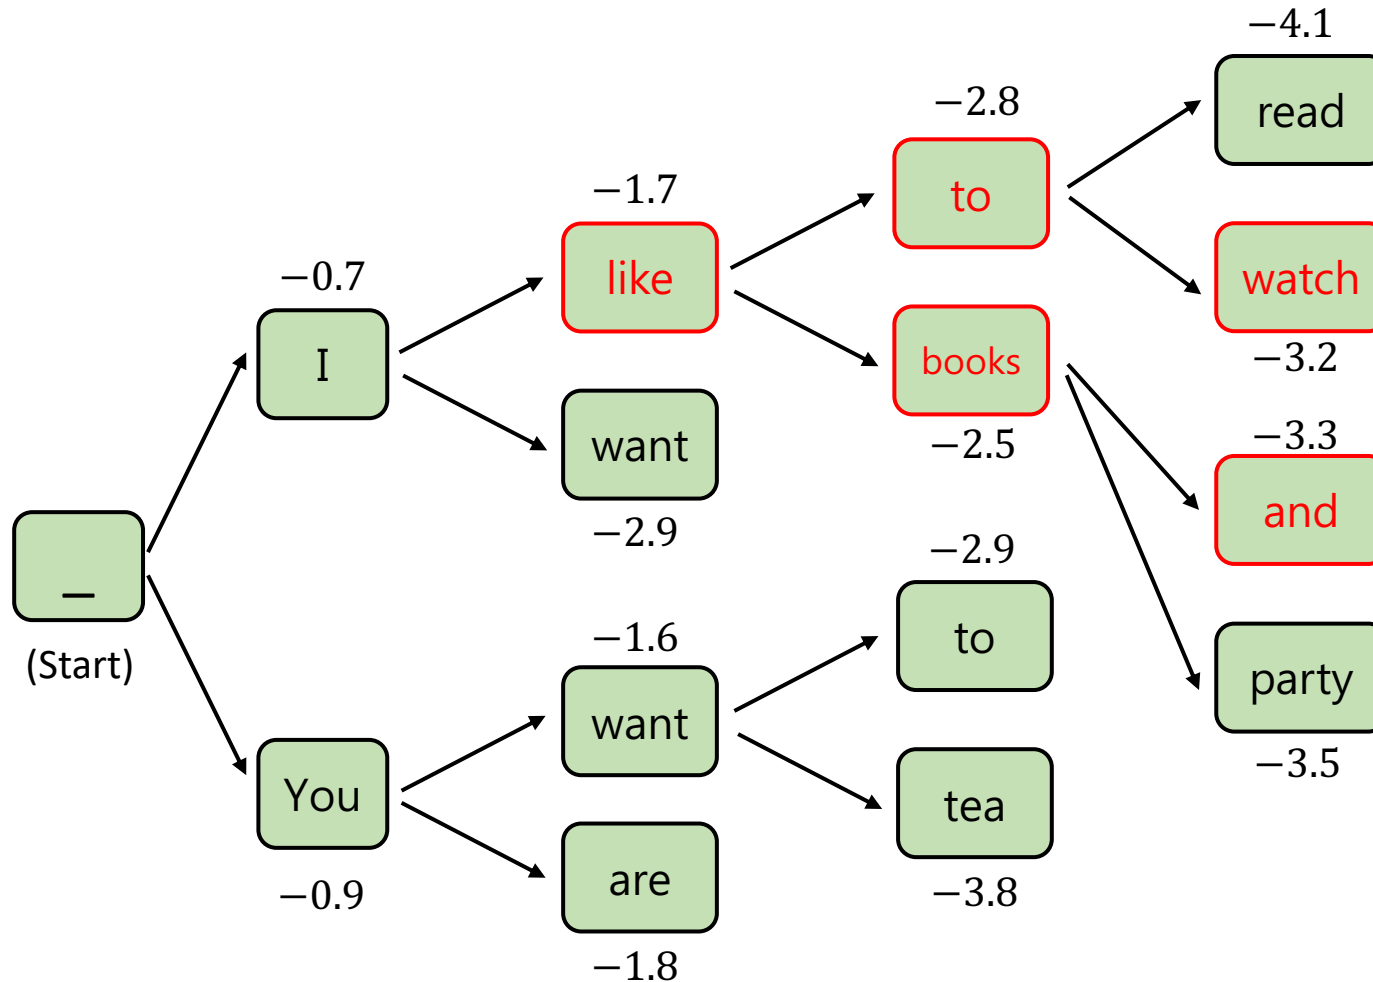 −4.1
read
−2.8
to
−1.7
like
watch
−3.2
−0.7
I
books
−2.5
want
−2.9
−3.3
and
_
(Start)
−2.9
to
−1.6
want
party
−3.5
You
−0.9
tea
−3.8
are
−1.8